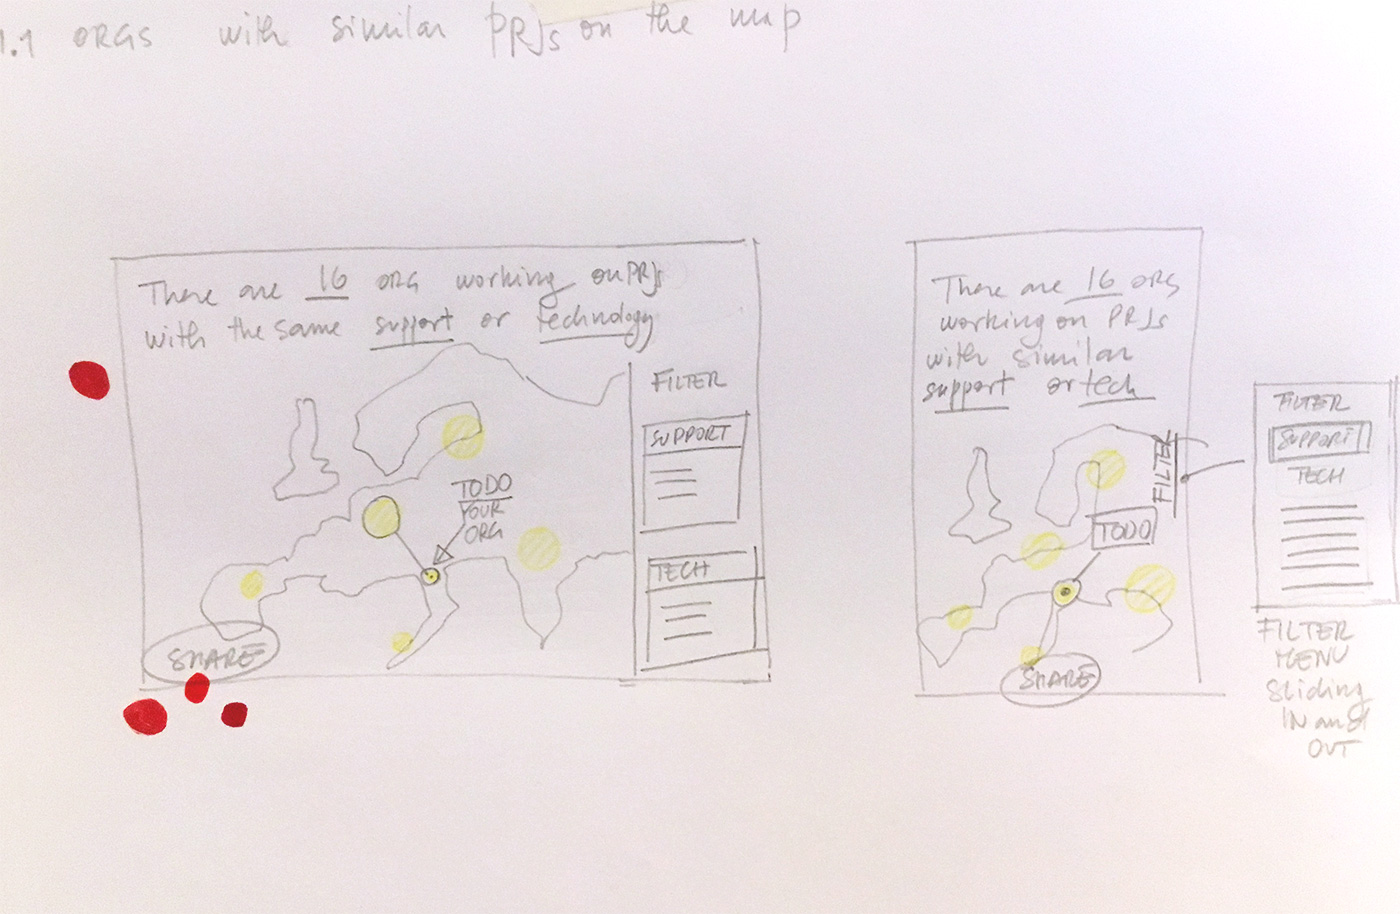 1.1 ORGS with similar PRJs on the map
There are 16 ORG working on PRJs
with the same support or technology
FILTER
SUPPORT
TECH
TODO
YOUR
ORG
SHARE
There are 16 ORG
working on PRJs
with similar
support or tech
FILTER
TODO
SHARE
FILTER
SUPPORT
TECH
FILTER
MENU
Sliding
IN and
OUT